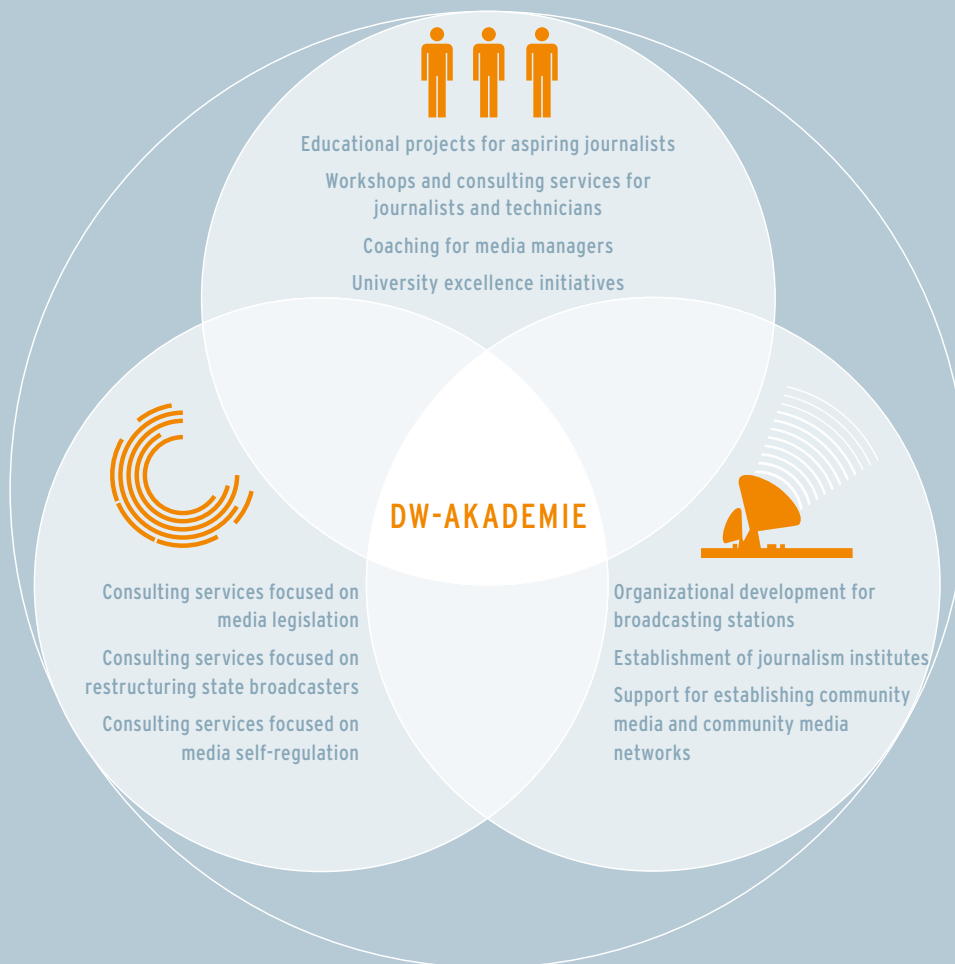 Educational projects for aspiring journalists
Workshops and consulting services for
journalists and technicians
Coaching for media managers
University excellence initiatives
DW-AKADEMIE
Consulting services focused on
media legislation
Consulting services focused on
restructuring state broadcasters
Consulting services focused on
media self-regulation
Organizational development for
broadcasting stations
Establishment of journalism institutes
Support for establishing community
media and community media
networks